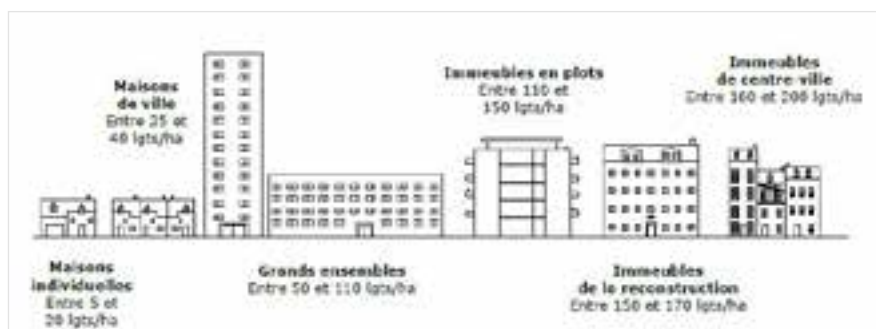 Maisons
de ville
Entre 25 et
40 lgts/ha
Immeubles en plots
Entre 110 et
150 lgts/ha
Immeubles
de centre-ville
Entre 160 et 200 lgts/ha
Maisons
individuelles
Entre 5 et
20 lgts/ha
Grands ensembles
Entre 50 et 110 lgts/ha
Immeubles
de la reconstruction
Entre 150 et 170 lgts/ha